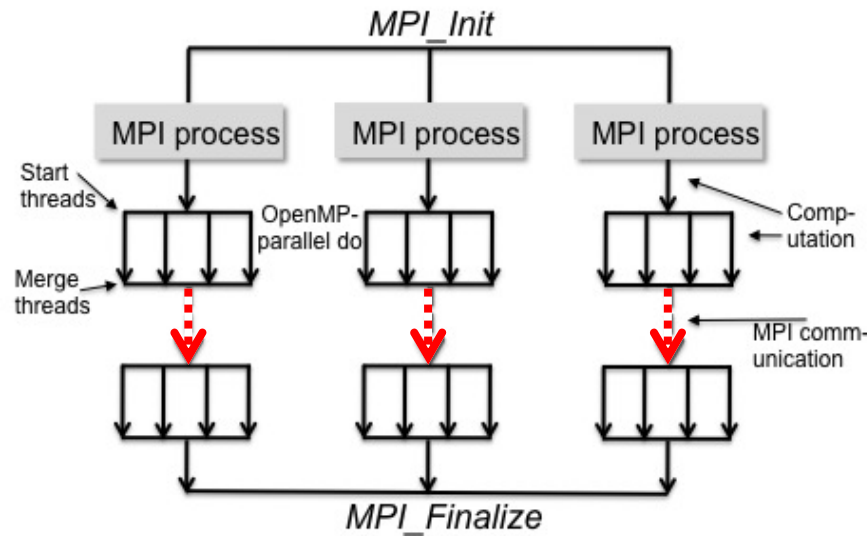 MPI_Init
MPI process
MPI process
MPI process
Start
threads
OpenMP-
parallel do
Comp-
utation
Merge
threads
MPI comm-
unication
MPI_Finalize